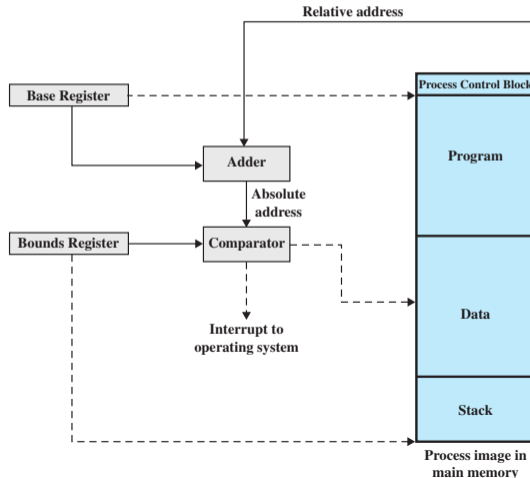 Relative address
Process Control Block
Base Register
Program
Adder
Absolute
address
Bounds Register
Comparator
Interrupt to
operating system
Data
Stack
Process image in
main memory